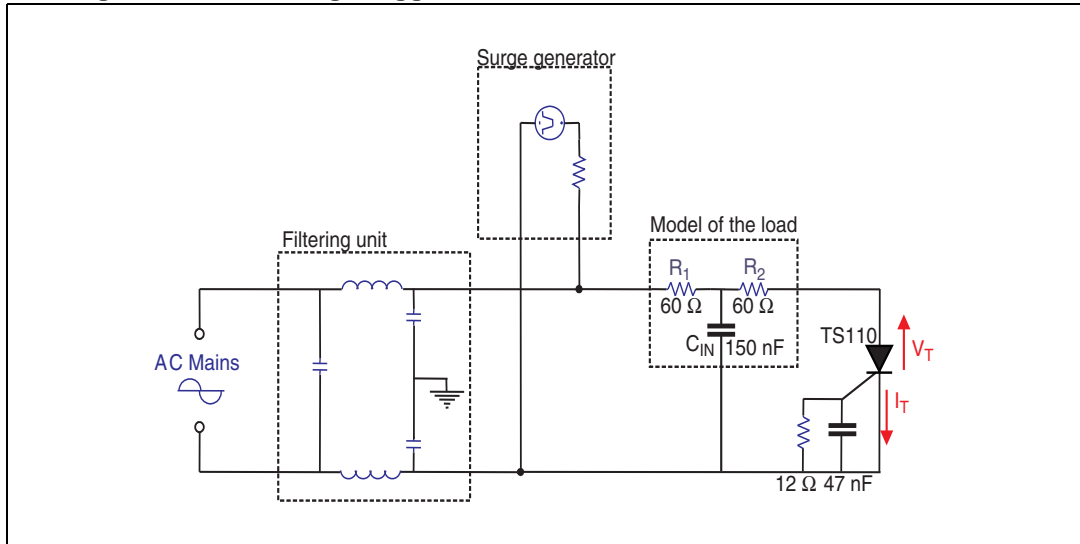 Surge generator
Model of the load
Filtering unit
R1 R2
60 Ω 60 Ω
TS110
CIN 150 nF
VT
AC Mains
IT
12 Ω 47 nF